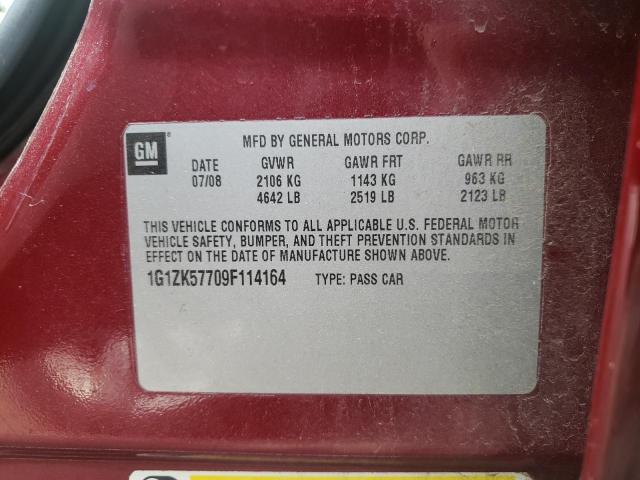 GM
®
MFD BY GENERAL MOTORS CORP.
DATE GVWR GAWR FRT GAWR RR
07/08 2106 KG 1143 KG 963 KG
4642 LB 2519 LB 2123 LB
THIS VEHICLE CONFORMS TO ALL APPLICABLE U.S. FEDERAL MOTOR
VEHICLE SAFETY, BUMPER, AND THEFT PREVENTION STANDARDS IN
EFFECT ON THE DATE OF MANUFACTURE SHOWN ABOVE.
1G1ZK57709F114164 TYPE: PASS CAR